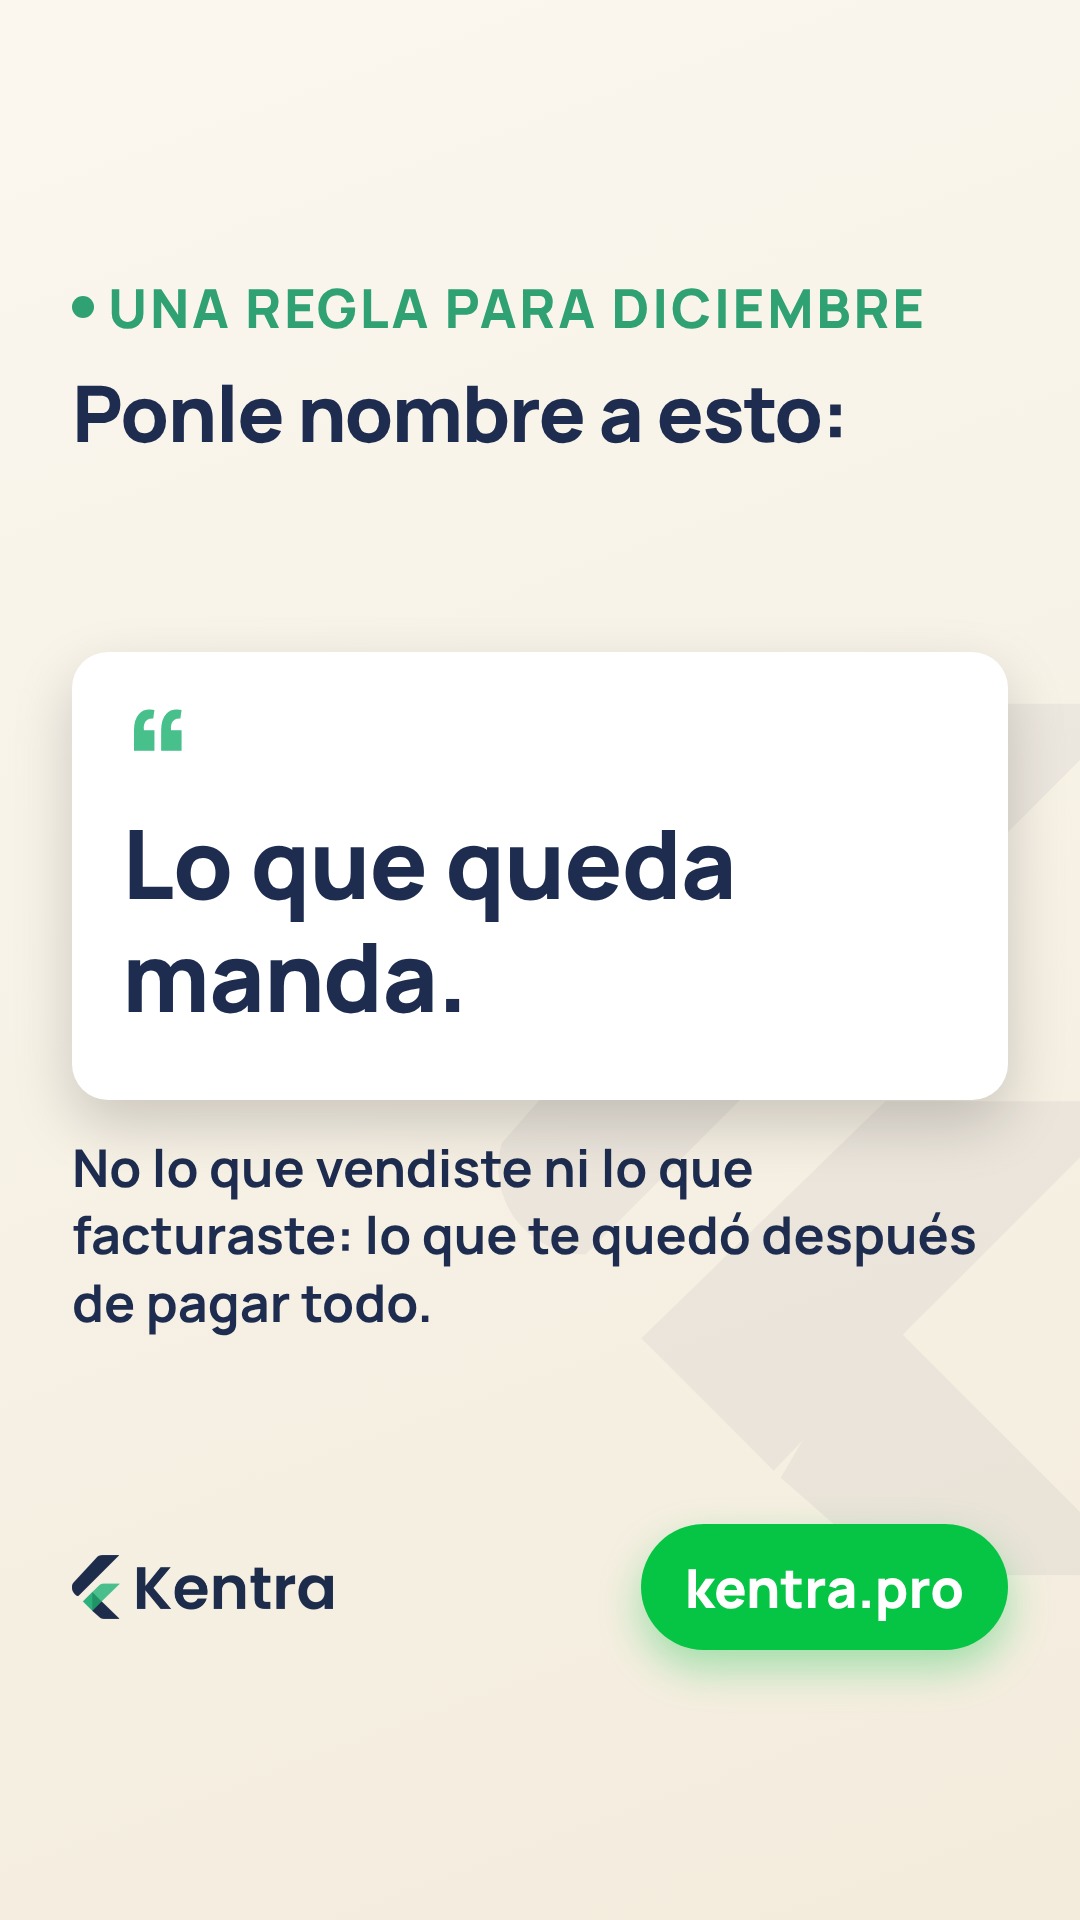 UNA REGLA PARA DICIEMBRE
Ponle nombre a esto:
“
Lo que queda
manda.
No lo que vendiste ni lo que
facturaste: lo que te quedó después
de pagar todo.
Kentra
kentra.pro